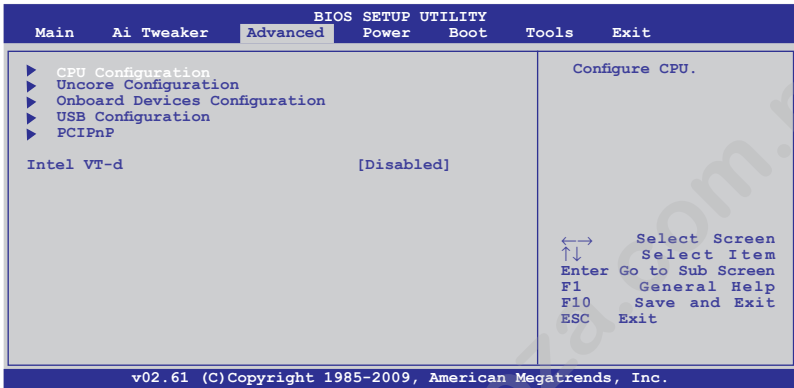 BIOS SETUP UTILITY
Main Ai Tweaker Advanced Power Boot Tools Exit
CPU Configuration
Uncore Configuration
Onboard Devices Configuration
USB Configuration
PCIPnP
Intel VT-d [Disabled]
Configure CPU.
←→ Select Screen
↑↓ Select Item
Enter Go to Sub Screen
F1 General Help
F10 Save and Exit
ESC Exit
v02.61 (C)Copyright 1985-2009, American Megatrends, Inc.